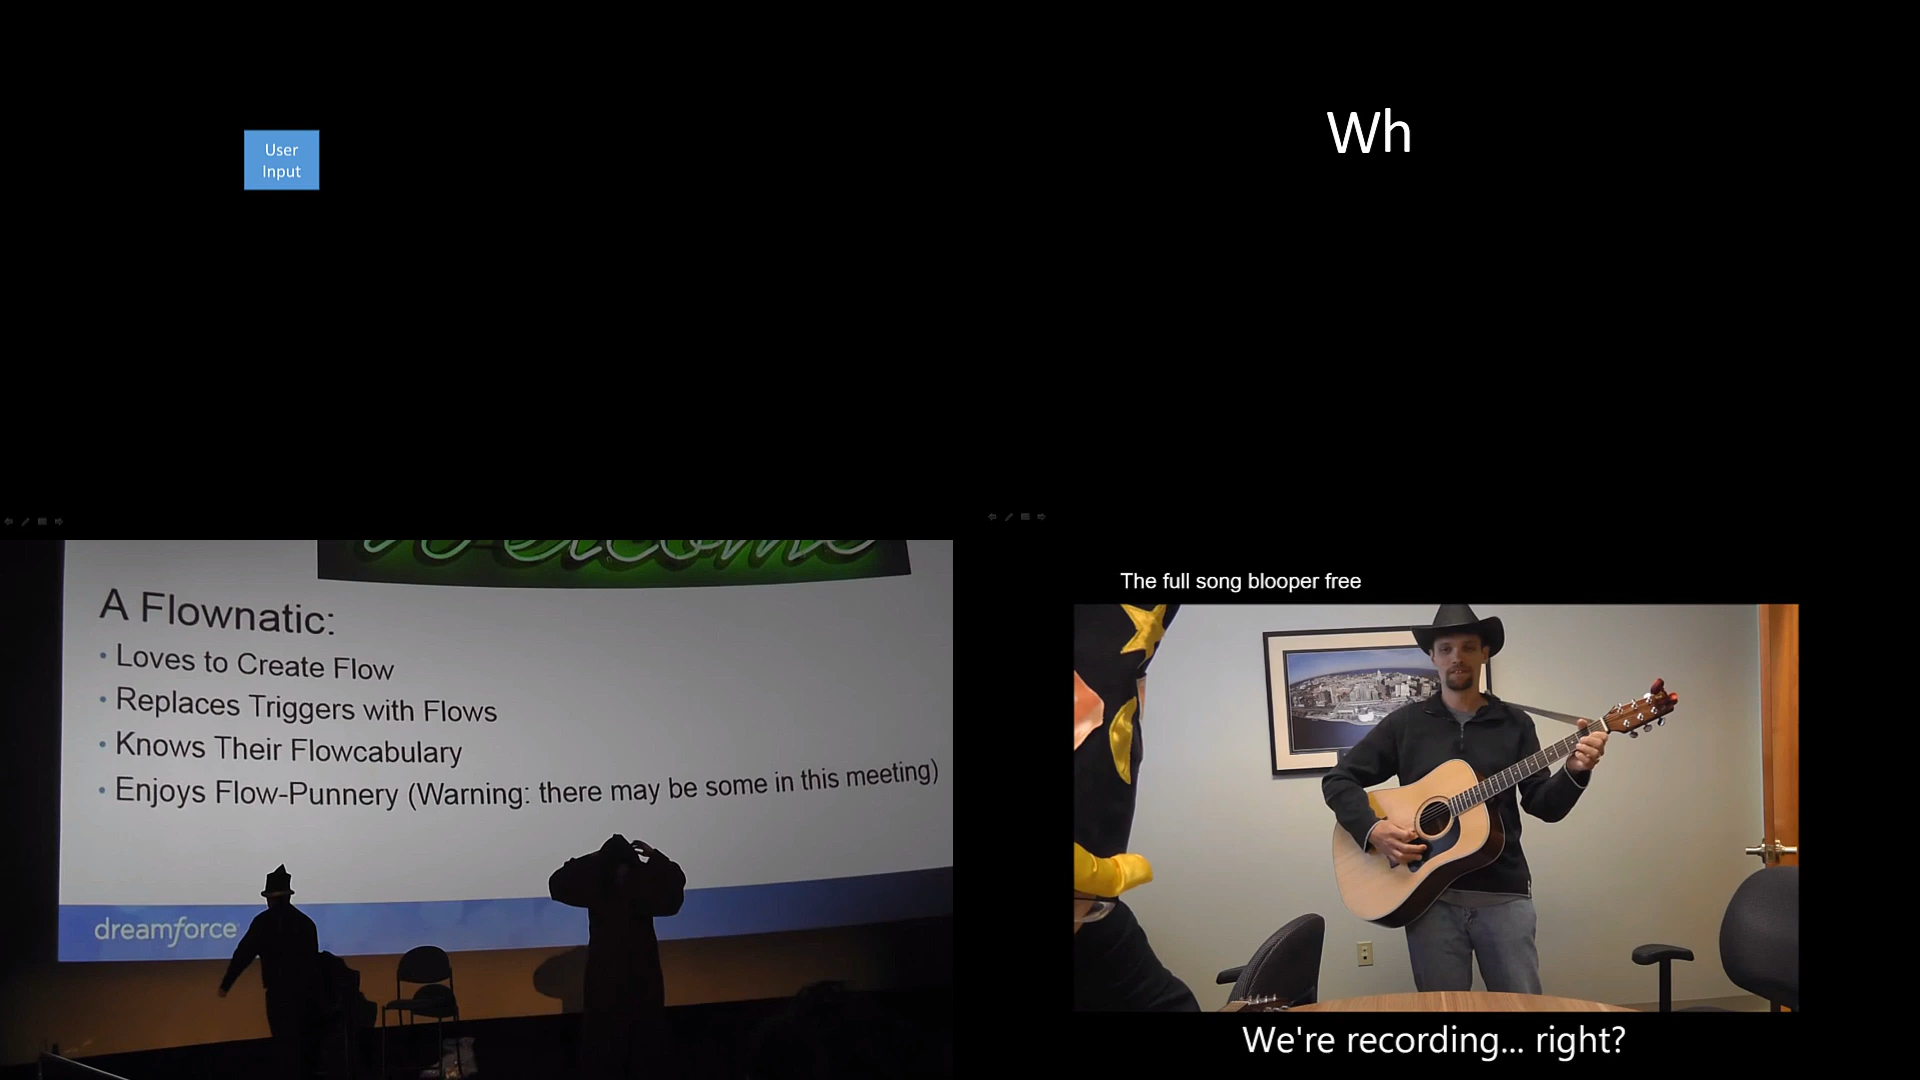 User
Input
Wh
Welcome
A Flownatic:
• Loves to Create Flow
• Replaces Triggers with Flows
• Knows Their Flowcabulary
• Enjoys Flow-Punnery (Warning: there may be some in this meeting)
dreamforce
The full song blooper free
We're recording... right?